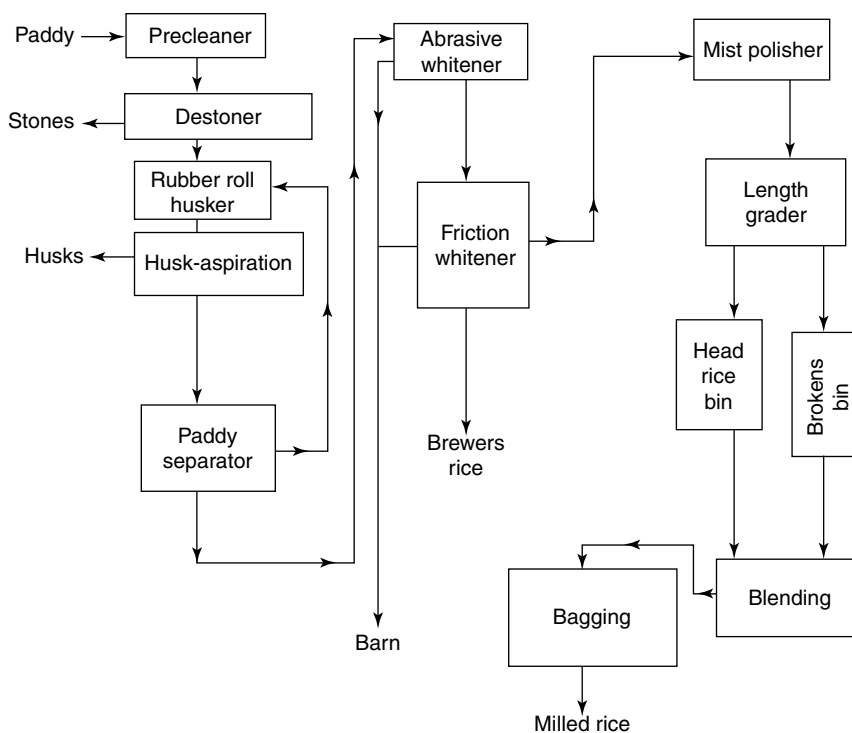 Paddy
Precleaner
Stones
Destoner
Rubber roll
husker
Husks
Husk-aspiration
Paddy
separator
Abrasive
whitener
Friction
whitener
Brewers
rice
Barn
Mist polisher
Length
grader
Head
rice
bin
Brokens
bin
Blending
Bagging
Milled rice